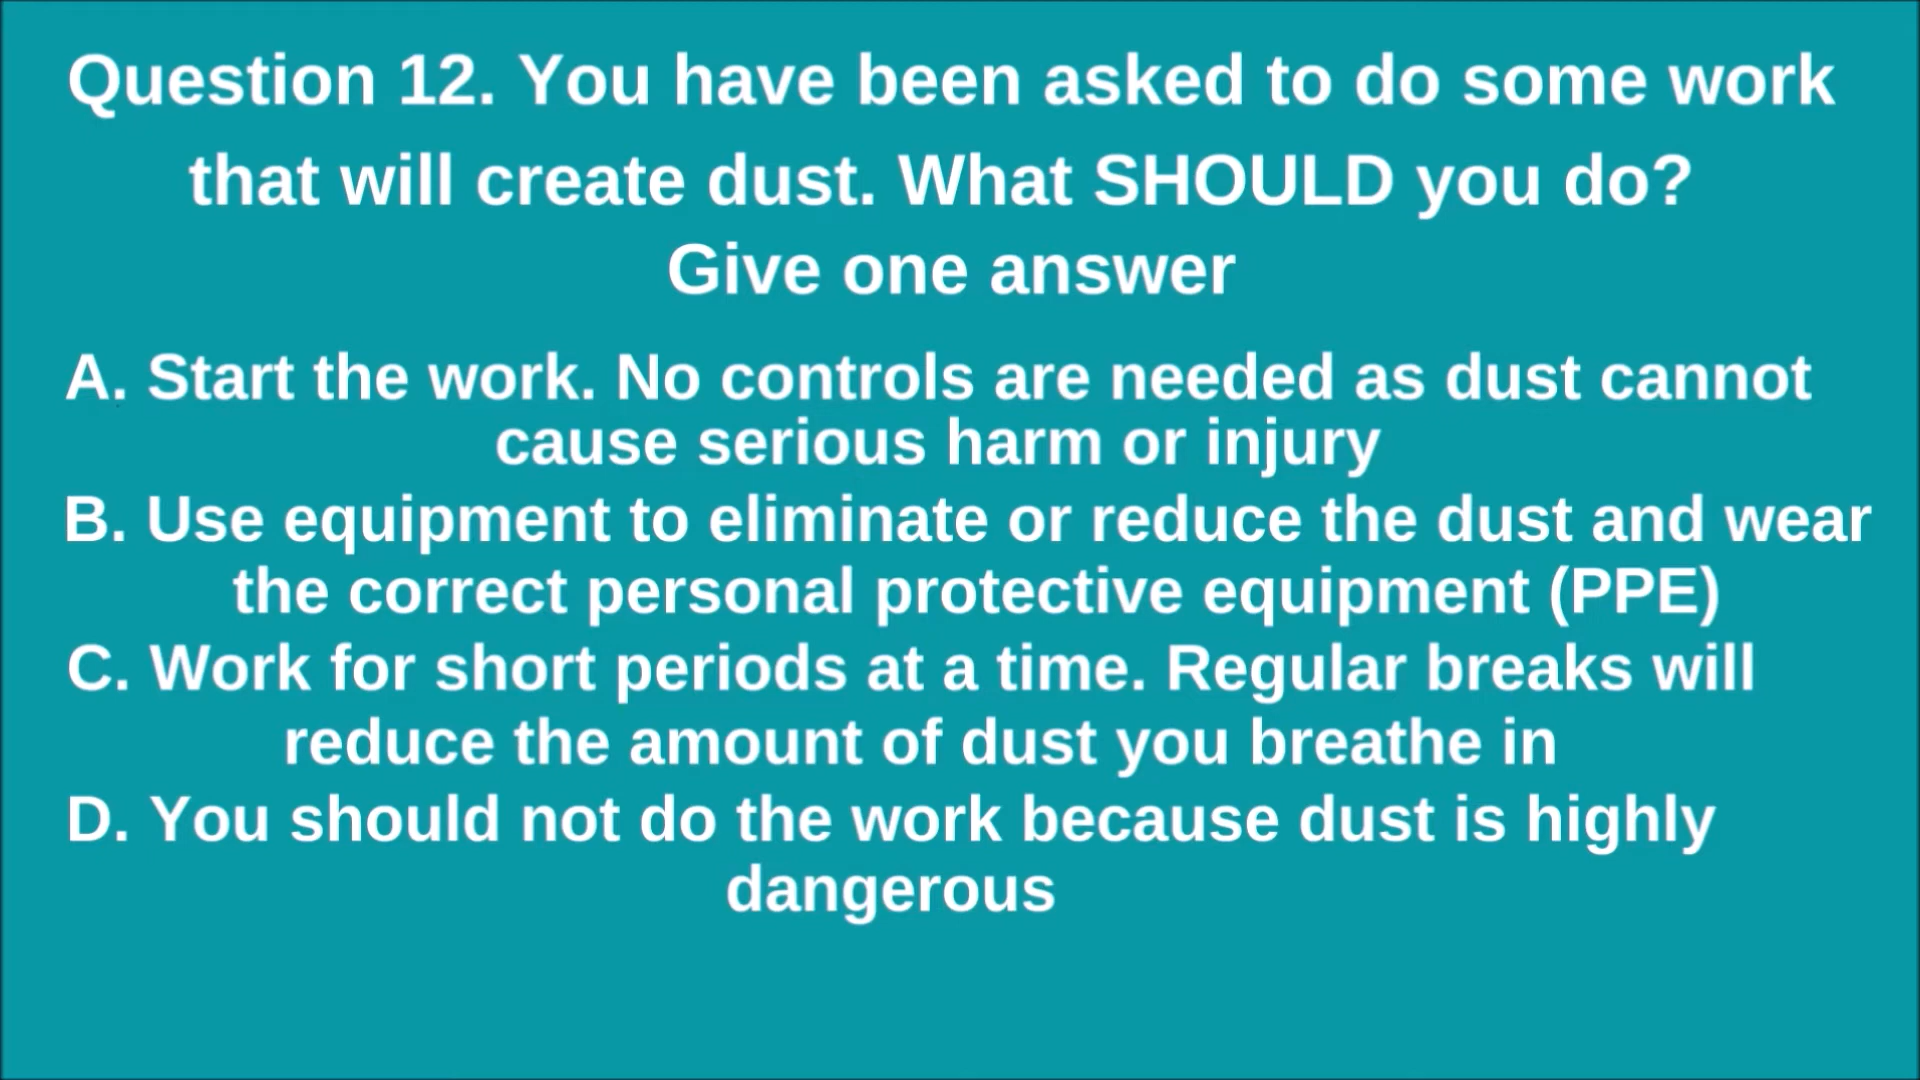 Question 12. You have been asked to do some work
that will create dust. What SHOULD you do?
Give one answer
A. Start the work. No controls are needed as dust cannot
cause serious harm or injury
B. Use equipment to eliminate or reduce the dust and wear
the correct personal protective equipment (PPE)
C. Work for short periods at a time. Regular breaks will
reduce the amount of dust you breathe in
D. You should not do the work because dust is highly
dangerous